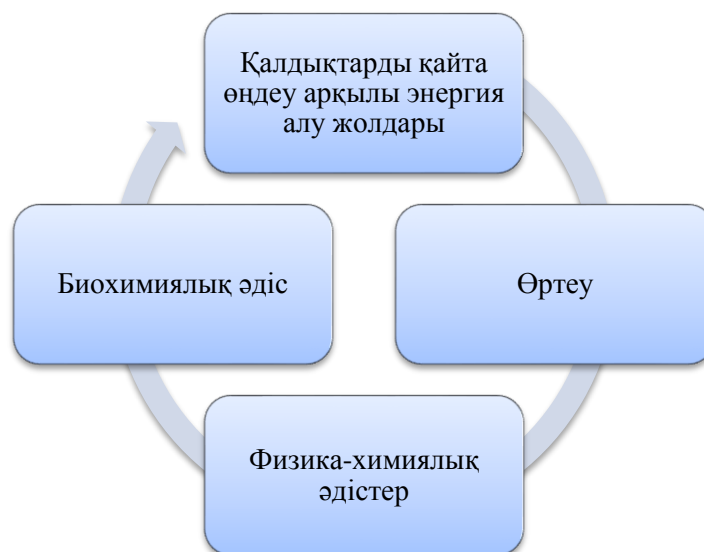 Қалдықтарды қайта
өңдеу арқылы энергия
алу жолдары
Өртеу
Физика-химиялық
әдістер
Биохимиялық әдіс